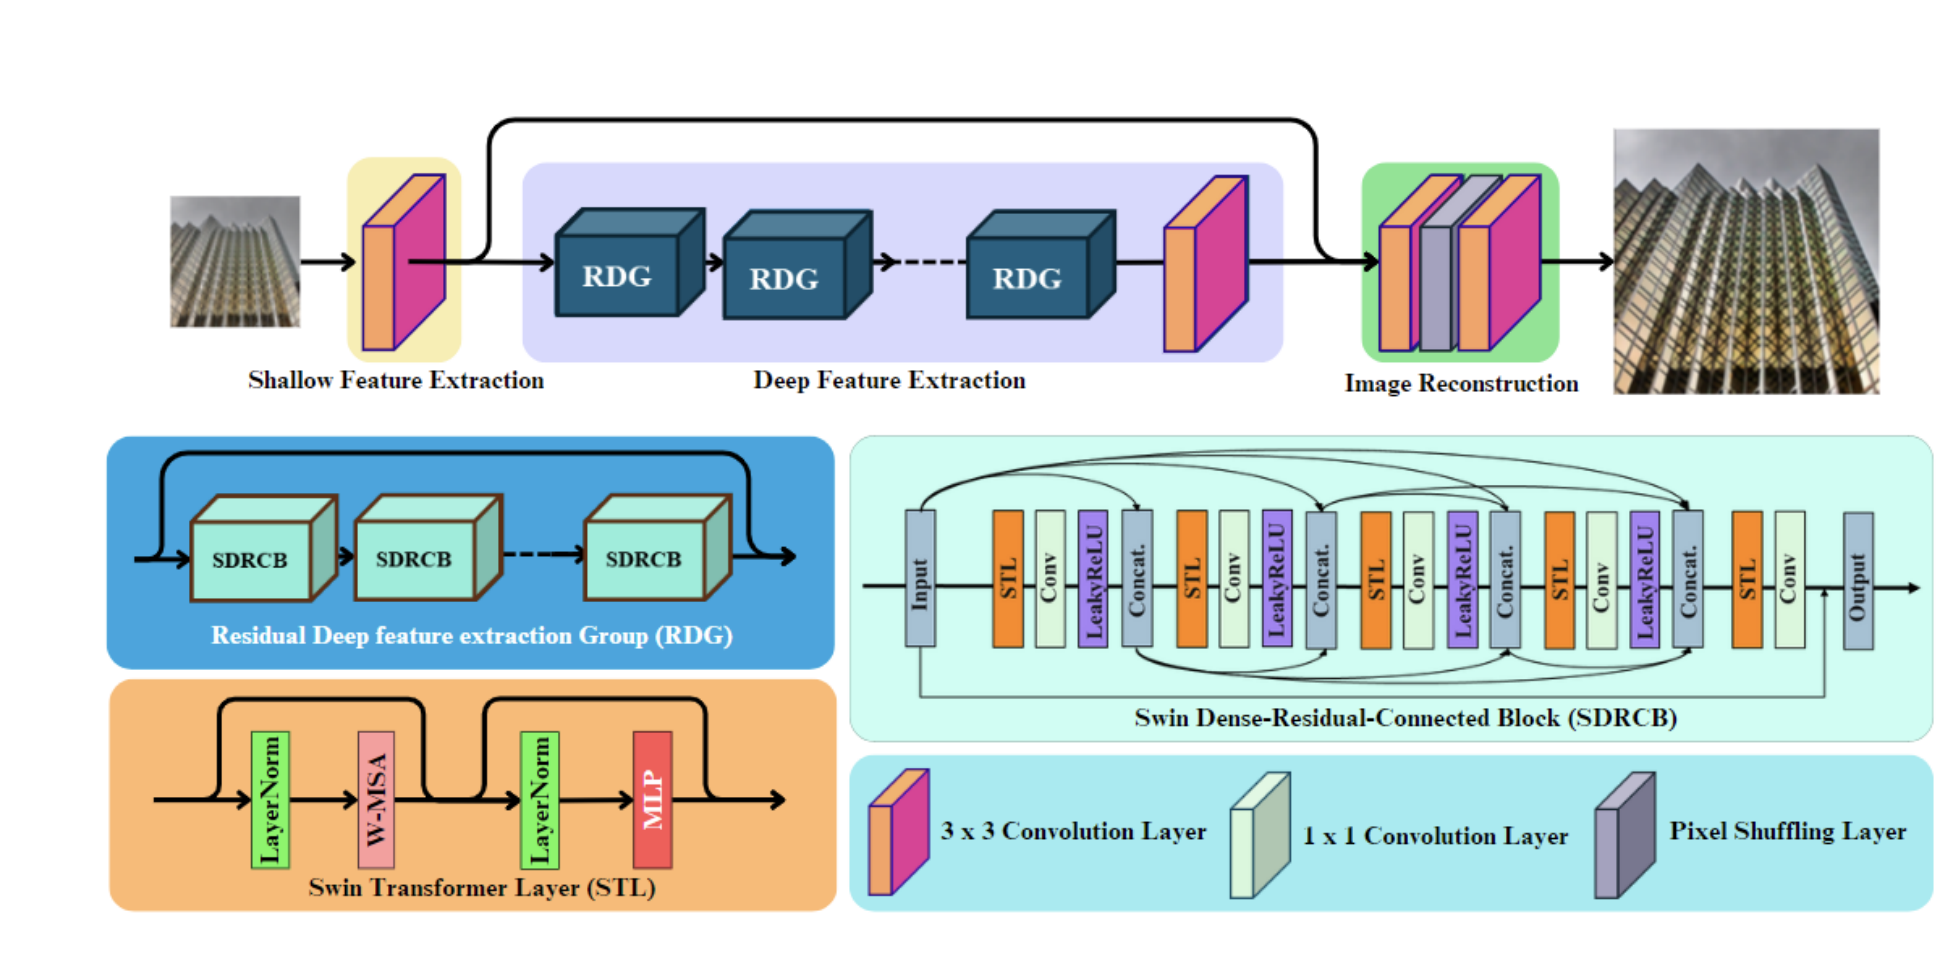 RDG
RDG
RDG
Shallow Feature Extraction
Deep Feature Extraction
Image Reconstruction
SDRCB
SDRCB
SDRCB
Residual Deep feature extraction Group (RDG)
Input
STL
Conv
LeakyReLU
Concat.
STL
Conv
LeakyReLU
Concat.
STL
Conv
LeakyReLU
Concat.
STL
Conv
LeakyReLU
Concat.
STL
Conv
Output
Swin Dense-Residual-Connected Block (SDRCB)
LayerNorm
W-MSA
LayerNorm
MLP
Swin Transformer Layer (STL)
3 x 3 Convolution Layer
1 x 1 Convolution Layer
Pixel Shuffling Layer